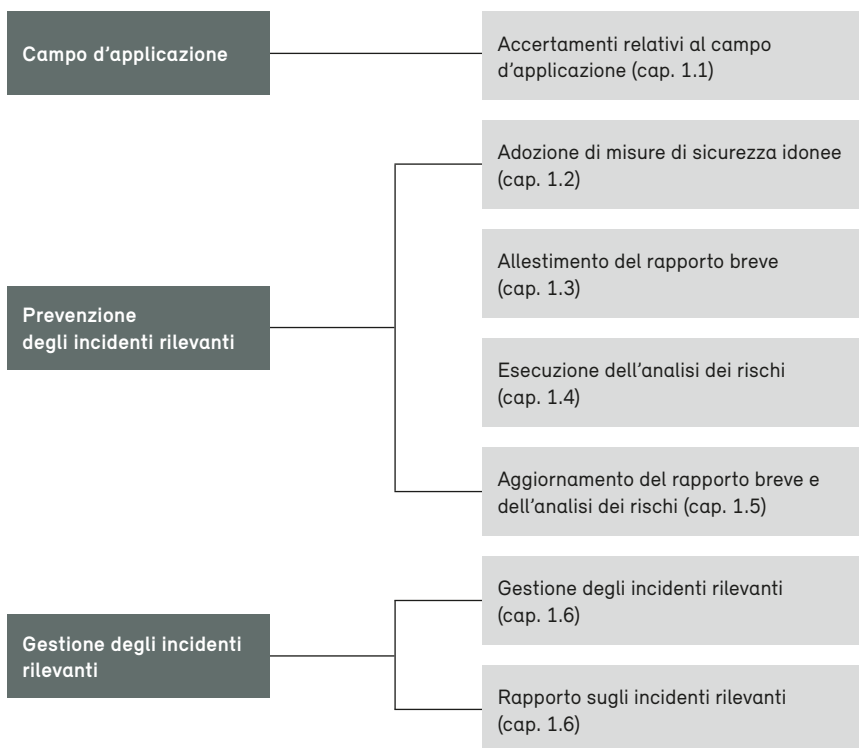 Campo d'applicazione
Accertamenti relativi al campo
d'applicazione (cap. 1.1)
Prevenzione
degli incidenti rilevanti
Adozione di misure di sicurezza idonee
(cap. 1.2)
Allestimento del rapporto breve
(cap. 1.3)
Esecuzione dell'analisi dei rischi
(cap. 1.4)
Aggiornamento del rapporto breve e
dell'analisi dei rischi (cap. 1.5)
Gestione degli incidenti
rilevanti
Gestione degli incidenti rilevanti
(cap. 1.6)
Rapporto sugli incidenti rilevanti
(cap. 1.6)